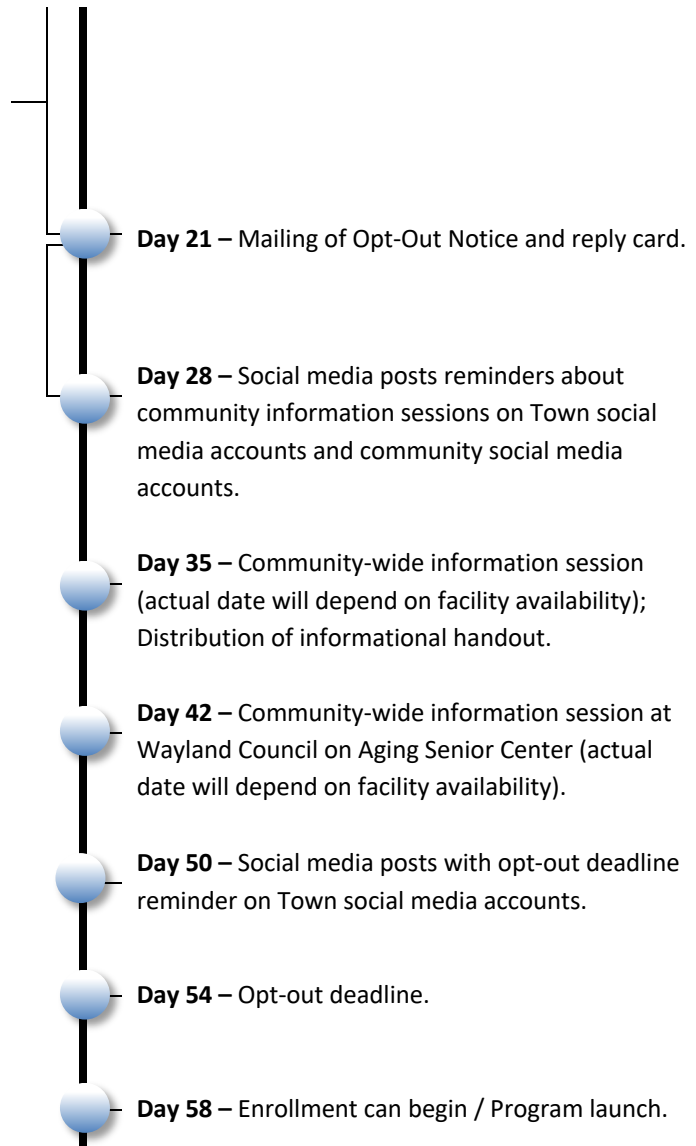 Day 21 – Mailing of Opt-Out Notice and reply card.
Day 28 – Social media posts reminders about
community information sessions on Town social
media accounts and community social media
accounts.
Day 35 – Community-wide information session
(actual date will depend on facility availability);
Distribution of informational handout.
Day 42 – Community-wide information session at
Wayland Council on Aging Senior Center (actual
date will depend on facility availability).
Day 50 – Social media posts with opt-out deadline
reminder on Town social media accounts.
Day 54 – Opt-out deadline.
Day 58 – Enrollment can begin / Program launch.